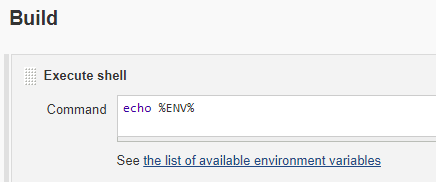 Build
Execute shell
Command
echo %ENV%
See the list of available environment variables